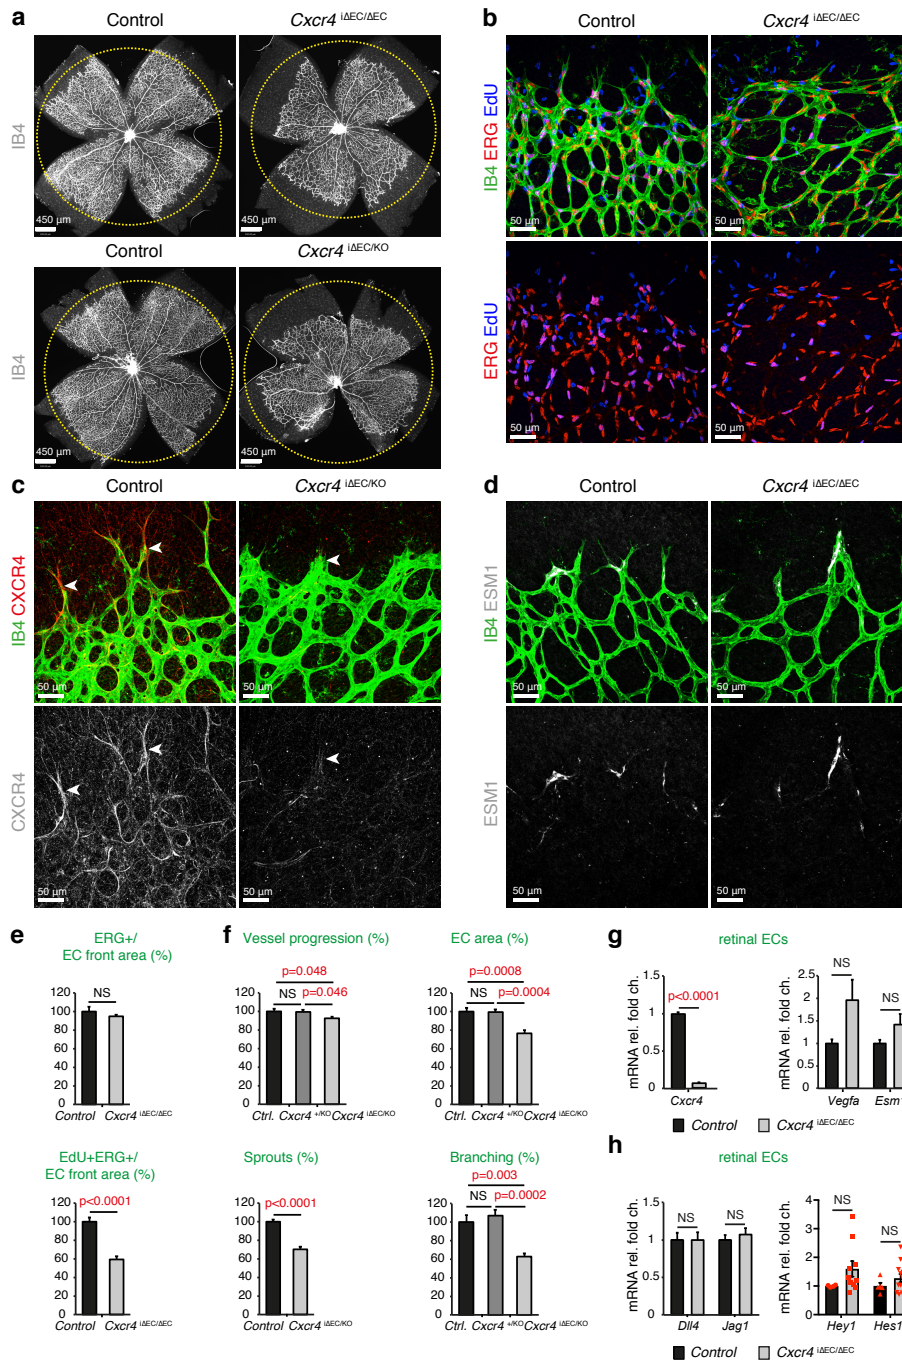 a
Control
Cxcr4 iΔEC/ΔEC
IB4
450 µm
450 µm
Control
Cxcr4 iΔEC/KO
IB4
450 µm
450 µm
b
Control
Cxcr4 iΔEC/ΔEC
IB4 ERG EdU
50 µm
50 µm
ERG EdU
50 µm
50 µm
c
Control
Cxcr4 iΔEC/KO
IB4 CXCR4
50 µm
50 µm
CXCR4
50 µm
50 µm
d
Control
Cxcr4 iΔEC/ΔEC
IB4 ESM1
50 µm
50 µm
ESM1
50 µm
50 µm
e
ERG+/
EC front area (%)
NS
120
100
80
60
40
20
0
Control Cxcr4 iΔEC/ΔEC
EdU+ERG+/
EC front area (%)
p<0.0001
120
100
80
60
40
20
0
Control Cxcr4 iΔEC/ΔEC
f
Vessel progression (%)
p=0.048
NS p=0.046
120
100
80
60
40
20
0
Ctrl. Cxcr4 +/KO Cxcr4 iΔEC/KO
EC area (%)
p=0.0008
NS p=0.0004
120
100
80
60
40
20
0
Ctrl. Cxcr4 +/KO Cxcr4 iΔEC/KO
Sprouts (%)
p<0.0001
120
100
80
60
40
20
0
Control Cxcr4 iΔEC/KO
Branching (%)
p=0.003
NS p=0.0002
120
100
80
60
40
20
0
Ctrl. Cxcr4 +/KO Cxcr4 iΔEC/KO
g
retinal ECs
mRNA rel. fold ch.
1.5
1
0.5
0
p<0.0001
Cxcr4
mRNA rel. fold ch.
2.5
2
1.5
1
0.5
0
NS
NS
Vegfa Esm1
Control Cxcr4 iΔEC/ΔEC
h
retinal ECs
mRNA rel. fold ch.
1.5
1
0.5
0
NS
NS
Dll4 Jag1
mRNA rel. fold ch.
4
3
2
1
0
NS
NS
Hey1 Hes1
Control Cxcr4 iΔEC/ΔEC